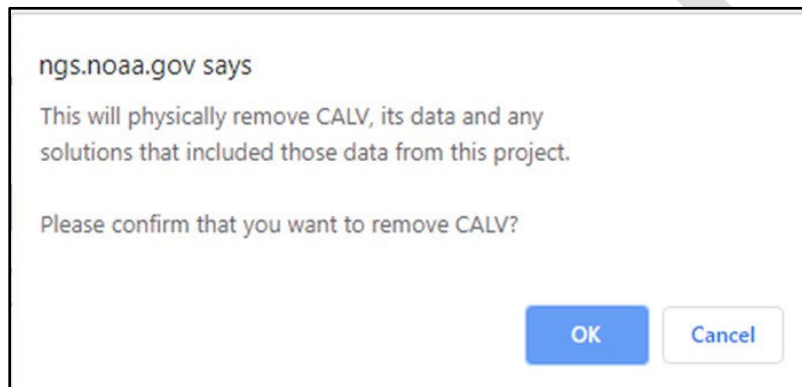 ngs.noaa.gov says
This will physically remove CALV, its data and any
solutions that included those data from this project.
Please confirm that you want to remove CALV?
OK
Cancel